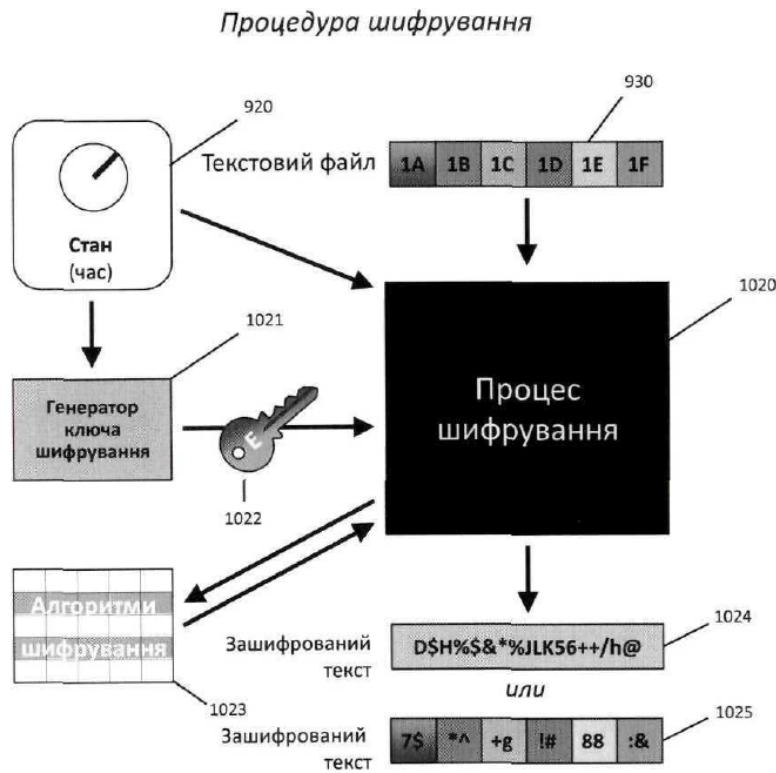 Процедура шифрування
920
930
Текстовий файл
1A 1B 1C 1D 1E 1F
Стан
(час)
1020
1021
Генератор
ключа
шифрування
E
1022
Процес
шифрування
Алгоритми
шифрування
1023
Зашифрований
текст
D$H%$&*%JLK56++/h@
1024
или
Зашифрований
текст
7$ *^ +g !# 88 :&
1025